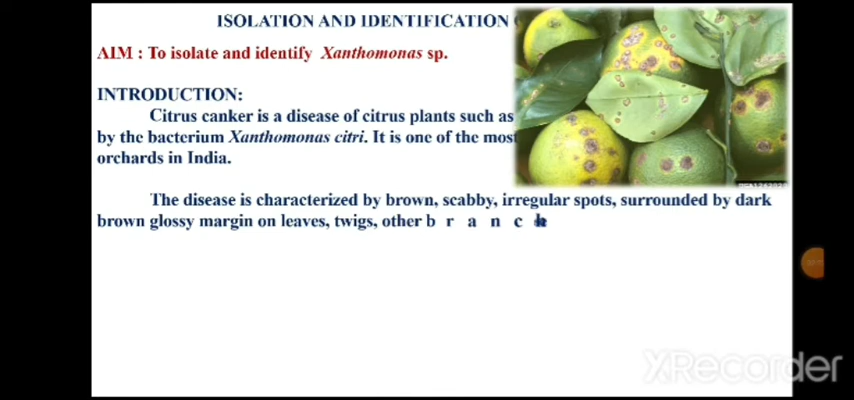 ISOLATION AND IDENTIFICATION
AIM : To isolate and identify Xanthomonas sp.
INTRODUCTION:
Citrus canker is a disease of citrus plants such as
by the bacterium Xanthomonas citri. It is one of the most
orchards in India.
The disease is characterized by brown, scabby, irregular spots, surrounded by dark
brown glossy margin on leaves, twigs, other b r a n c h
XRecorder